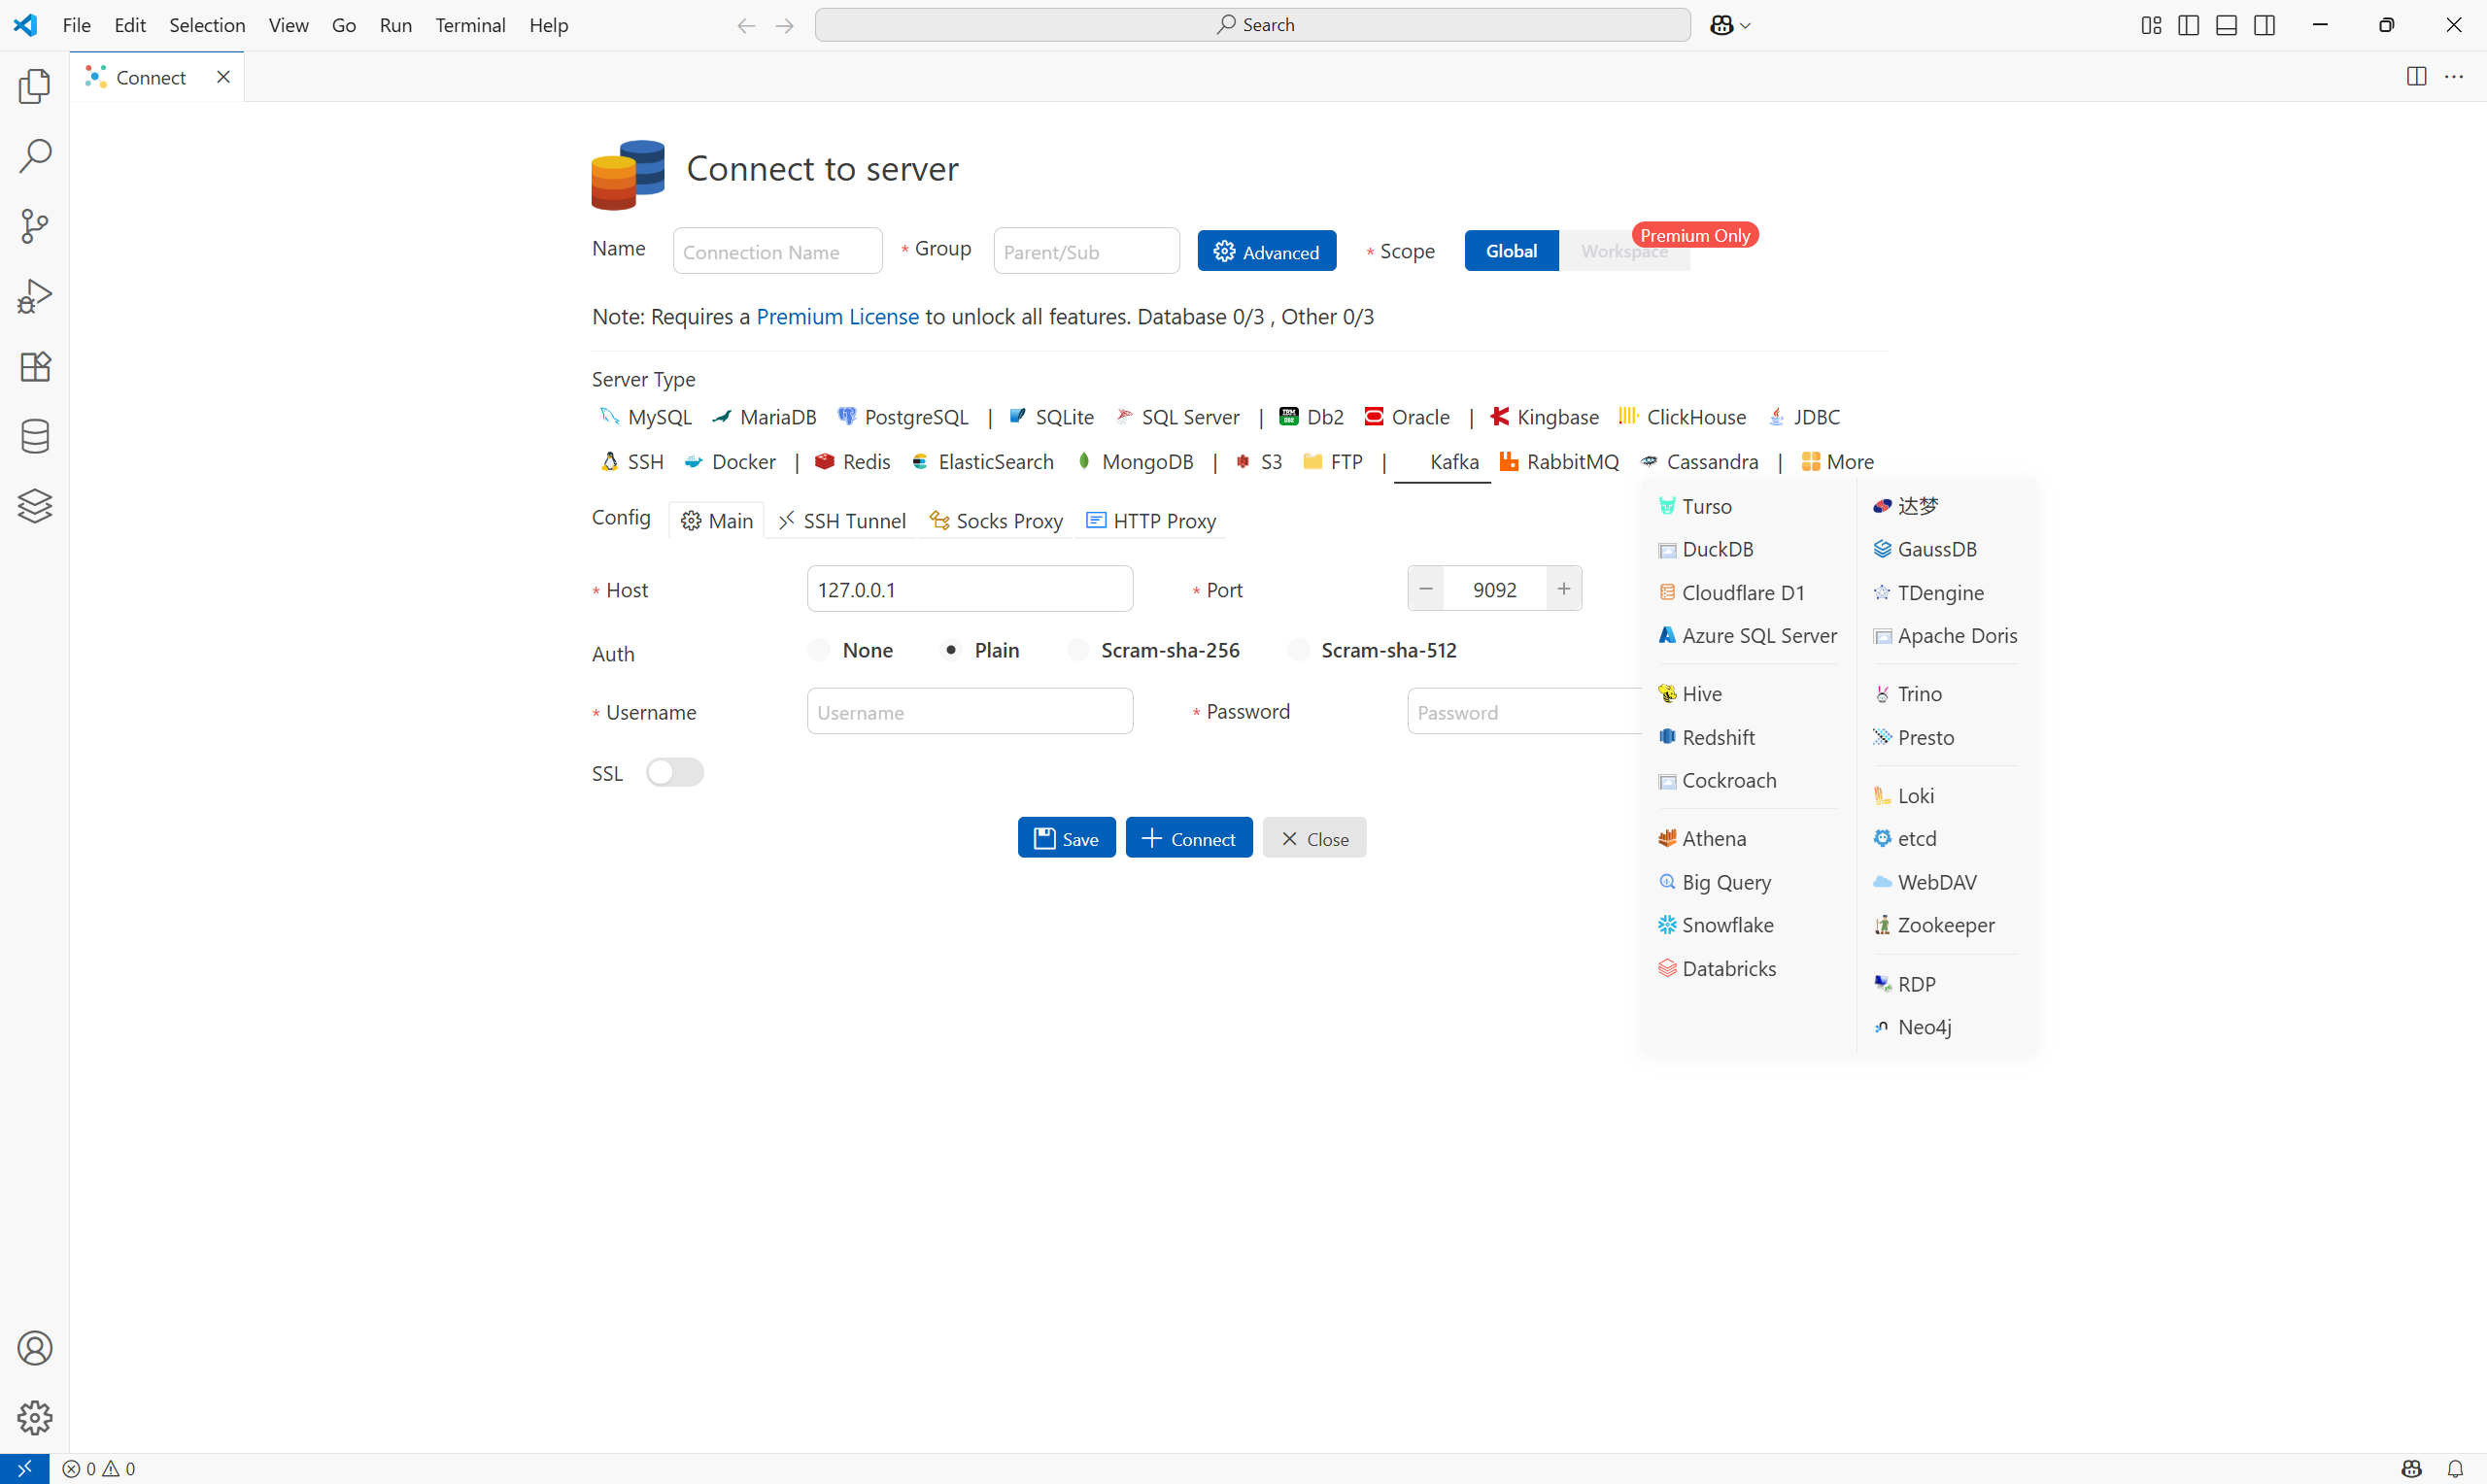 File Edit Selection View Go Run Terminal Help Search
Connect
Connect to server
Name Connection Name * Group Parent/Sub Advanced * Scope Global Workspace Premium Only
Note: Requires a Premium License to unlock all features. Database 0/3 , Other 0/3
Server Type
MySQL MariaDB PostgreSQL | SQLite SQL Server | IBM Db2 Db2 Oracle | Kingbase ClickHouse JDBC
SSH Docker | Redis ElasticSearch MongoDB | S3 FTP | Kafka RabbitMQ Cassandra | More
Config Main SSH Tunnel Socks Proxy HTTP Proxy
* Host 127.0.0.1 * Port 9092
Auth None Plain Scram-sha-256 Scram-sha-512
* Username Username * Password Password
SSL
Save Connect Close
Turso
DuckDB
Cloudflare D1
Azure SQL Server
Hive
Redshift
Cockroach
Athena
Big Query
Snowflake
Databricks
达梦
GaussDB
TDengine
Apache Doris
Trino
Presto
Loki
etcd
WebDAV
Zookeeper
RDP
Neo4j
0 0